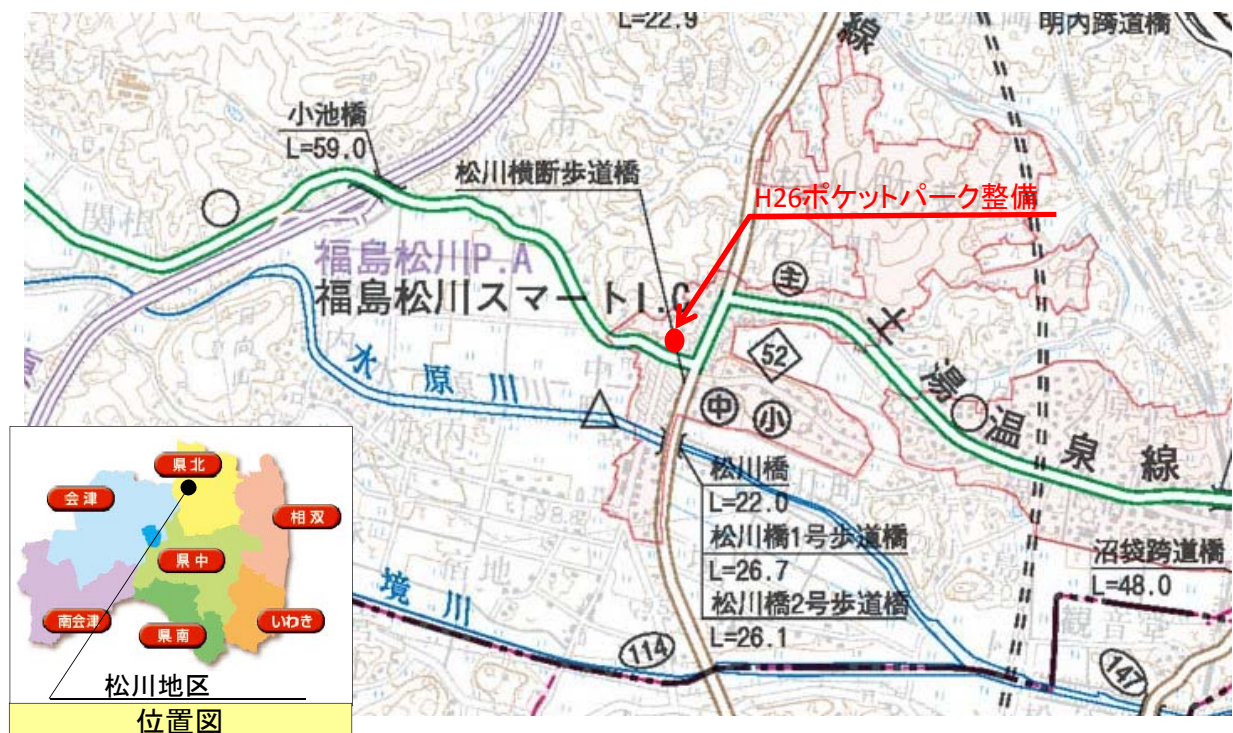 L=22.9
線
明内跨道橋
小池橋
L=59.0
松川横断歩道橋
H26ポケットパーク整備
関根
市
福島松川P.A
福島松川スマートI.C
主
土湯温泉線
52
水原川
中 小
松川橋
L=22.0
松川橋1号歩道橋
L=26.7
松川橋2号歩道橋
L=26.1
沼袋跨道橋
L=48.0
観音堂
境川
114
147
県北
会津
相双
県中
南会津
いわき
県南
松川地区
位置図